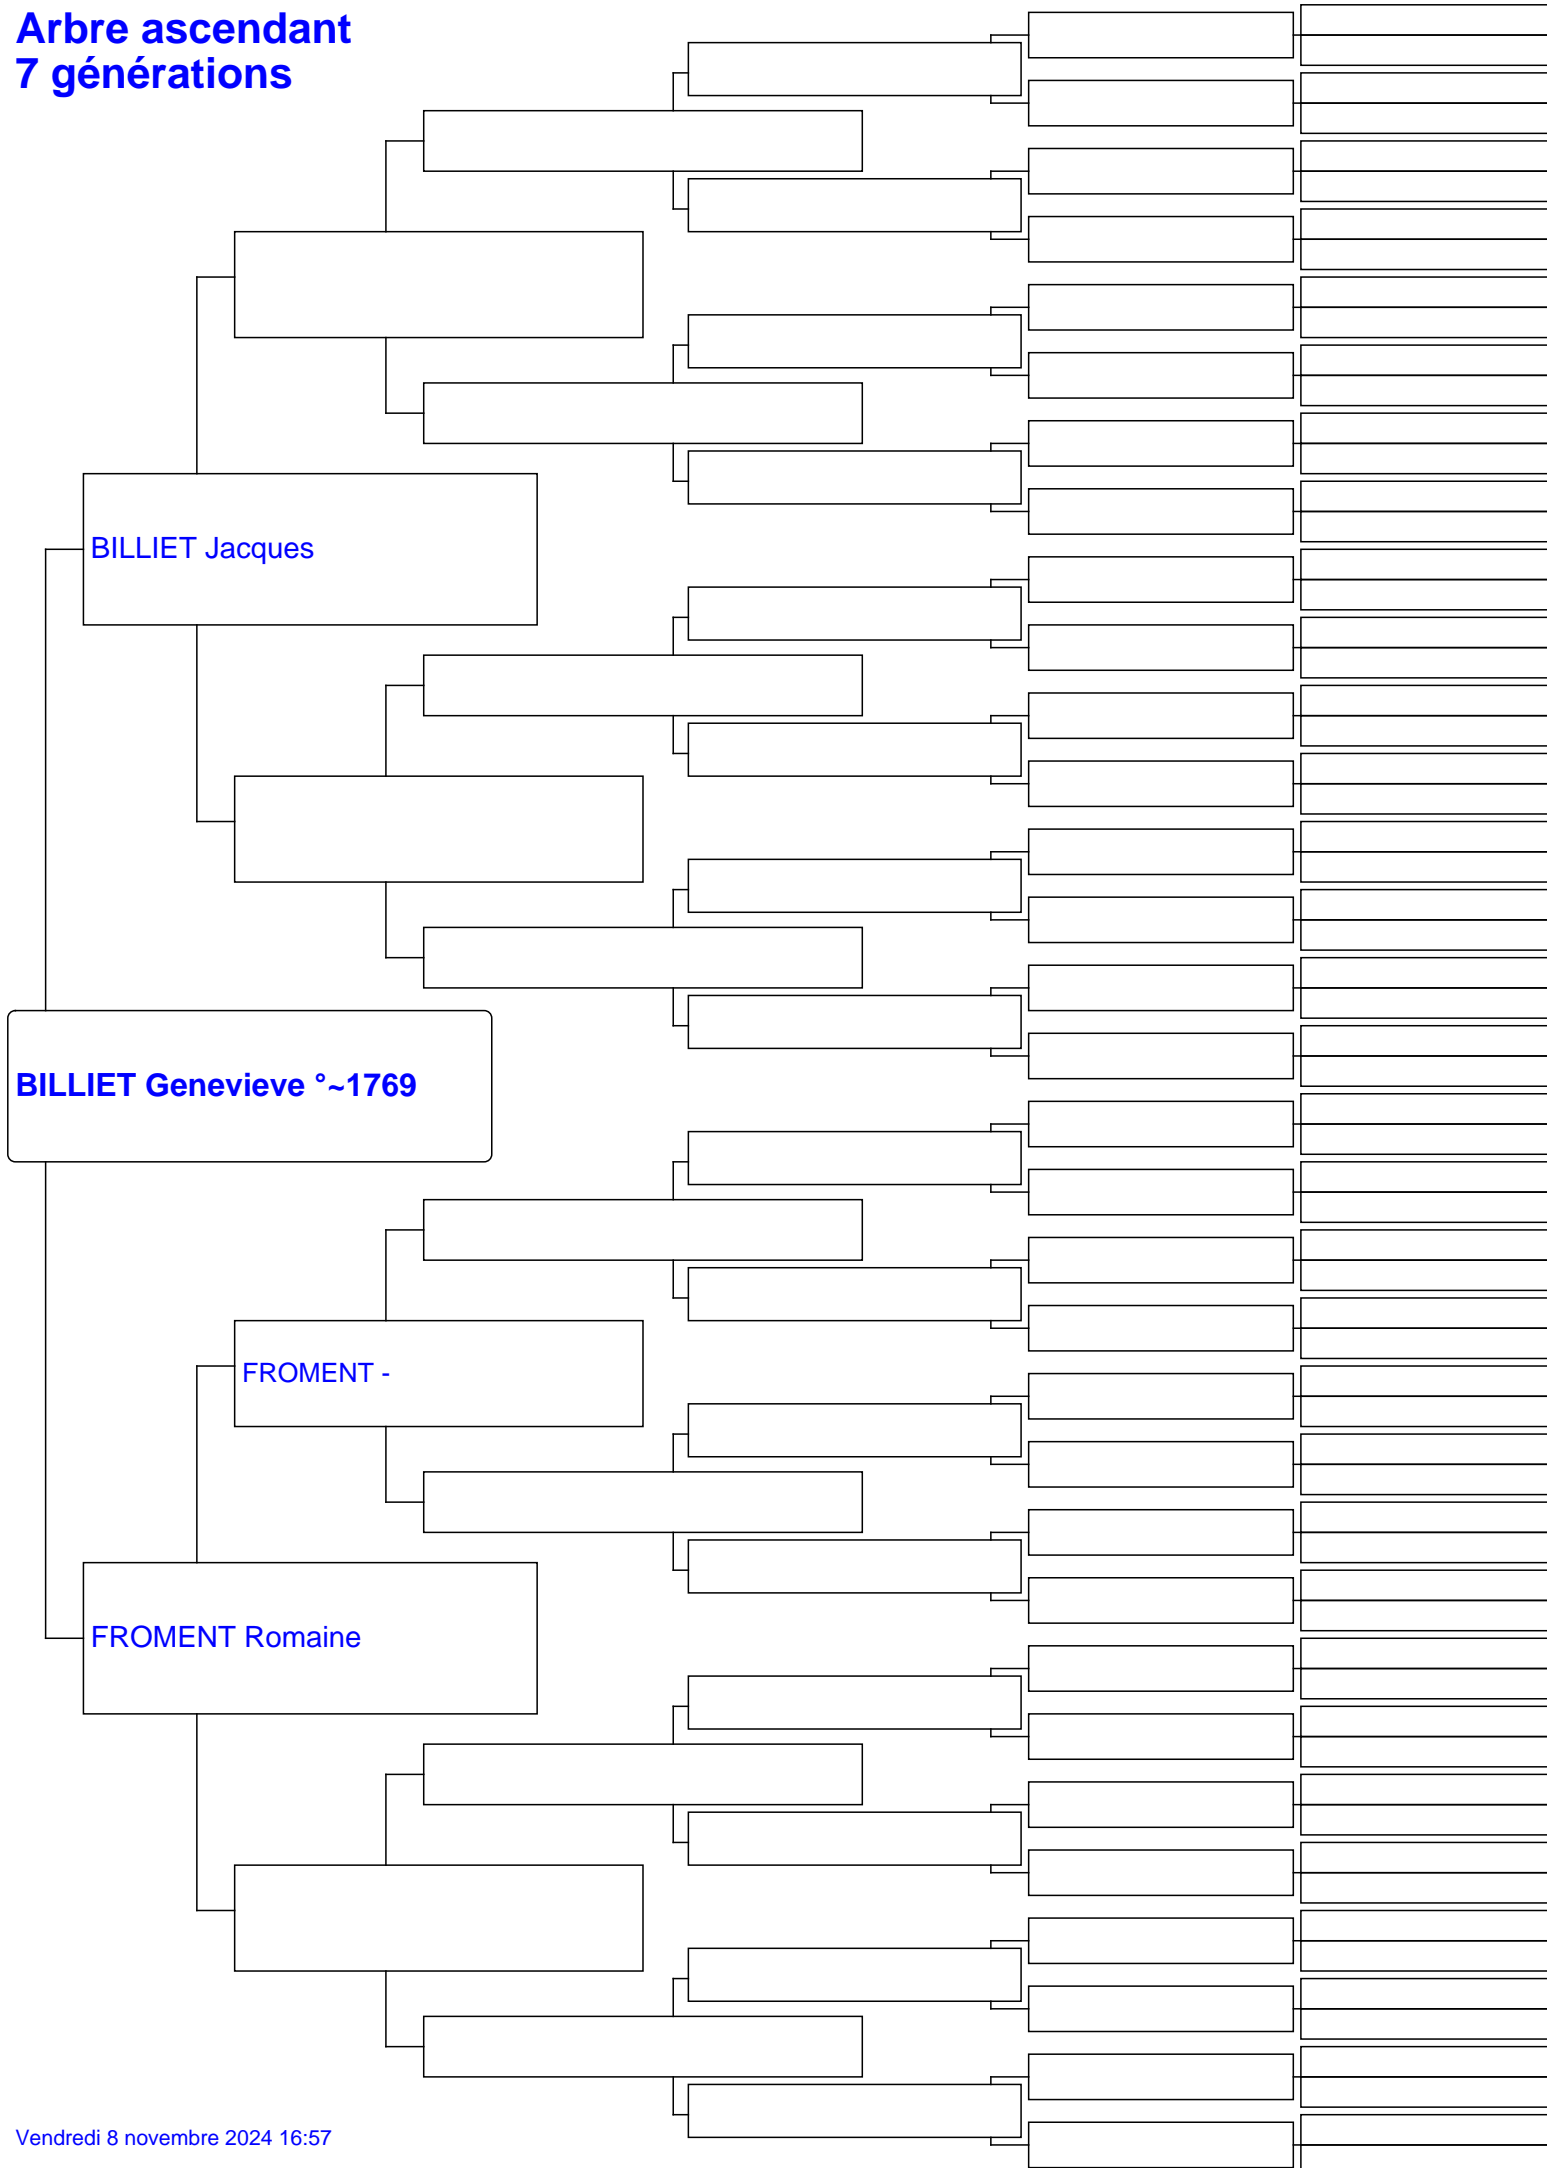 Arbre ascendant
7 générations
BILLIET Jacques
BILLIET Genevieve °~1769
FROMENT -
FROMENT Romaine
Vendredi 8 novembre 2024 16:57